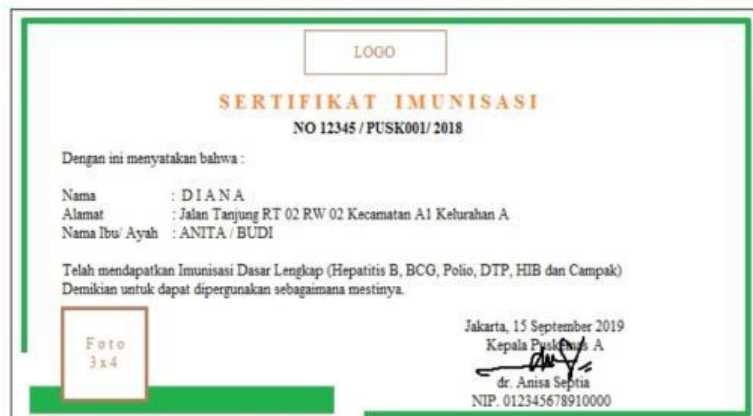 LOGO
SERTIFIKAT IMUNISASI
NO 12345 / PUSK001/ 2018
Dengan ini menyatakan bahwa :
Nama : D I A N A
Alamat : Jalan Tanjung RT 02 RW 02 Kecamatan A1 Kelurahan A
Nama Ibu/ Ayah : ANITA / BUDI
Telah mendapatkan Imunisasi Dasar Lengkap (Hepatitis B, BCG, Polio, DTP, HIB dan Campak)
Demikian untuk dapat dipergunakan sebagaimana mestinya.
Foto
3x4
Jakarta, 15 September 2019
Kepala Puskemas A
dr. Anisa Septia
NIP. 012345678910000